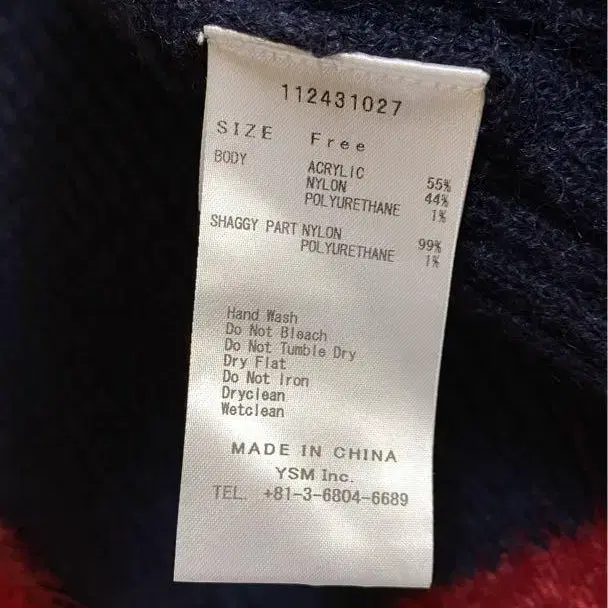 112431027
SIZE Free
BODY ACRYLIC 55%
NYLON 44%
POLYURETHANE 1%
SHAGGY PART NYLON 99%
POLYURETHANE 1%
Hand Wash
Do Not Bleach
Do Not Tumble Dry
Dry Flat
Do Not Iron
Dryclean
Wetclean
MADE IN CHINA
YSM Inc.
TEL. +81-3-6804-6689